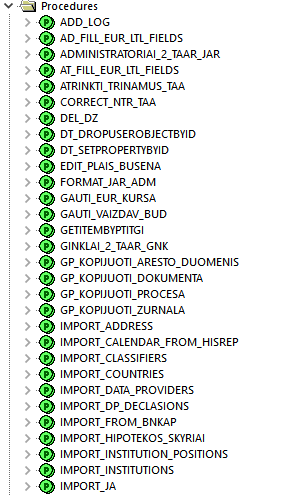 Procedures
ADD_LOG
AD_FILL_EUR_LTL_FIELDS
ADMINISTRATORIAI_2_TAAR_JAR
AT_FILL_EUR_LTL_FIELDS
ATRINKTI_TRINAMUS_TAA
CORRECT_NTR_TAA
DEL_DZ
DT_DROPUSEROBJECTBYID
DT_SETPROPERTYBYID
EDIT_PLAIS_BUSENA
FORMAT_JAR_ADM
GAUTI_EUR_KURSA
GAUTI_VAIZDAV_BUD
GETITEMBYPTITGI
GINKLAI_2_TAAR_GNK
GP_KOPIJUOTI_ARESTO_DUOMENIS
GP_KOPIJUOTI_DOKUMENTA
GP_KOPIJUOTI_PROCESA
GP_KOPIJUOTI_ZURNALA
IMPORT_ADDRESS
IMPORT_CALENDAR_FROM_HISREP
IMPORT_CLASSIFIERS
IMPORT_COUNTRIES
IMPORT_DATA_PROVIDERS
IMPORT_DP_DECLASIONS
IMPORT_FROM_BNKAP
IMPORT_HIPOTEKOS_SKYRIAI
IMPORT_INSTITUTION_POSITIONS
IMPORT_INSTITUTIONS
IMPORT_JA